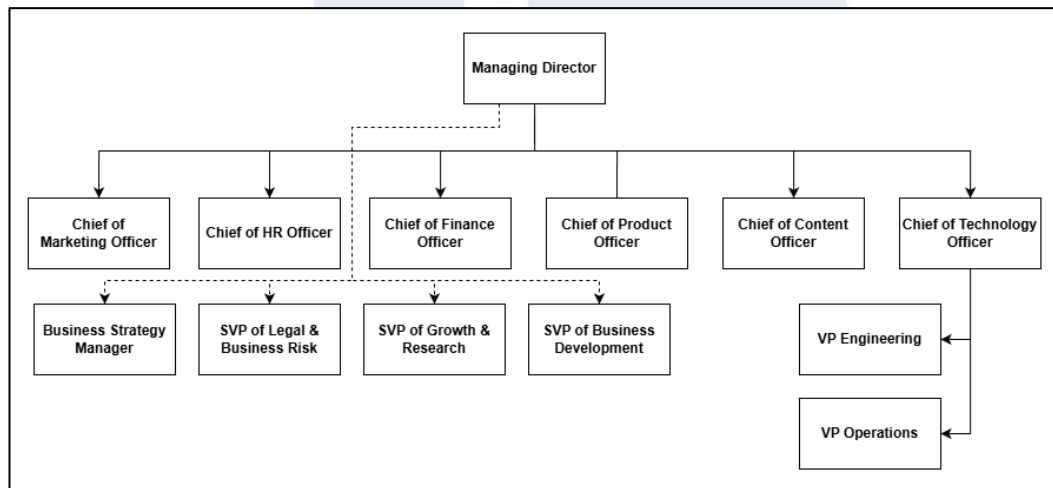 Managing Director
Chief of
Marketing Officer
Chief of HR Officer
Chief of Finance
Officer
Chief of Product
Officer
Chief of Content
Officer
Chief of Technology
Officer
Business Strategy
Manager
SVP of Legal &
Business Risk
SVP of Growth &
Research
SVP of Business
Development
VP Engineering
VP Operations